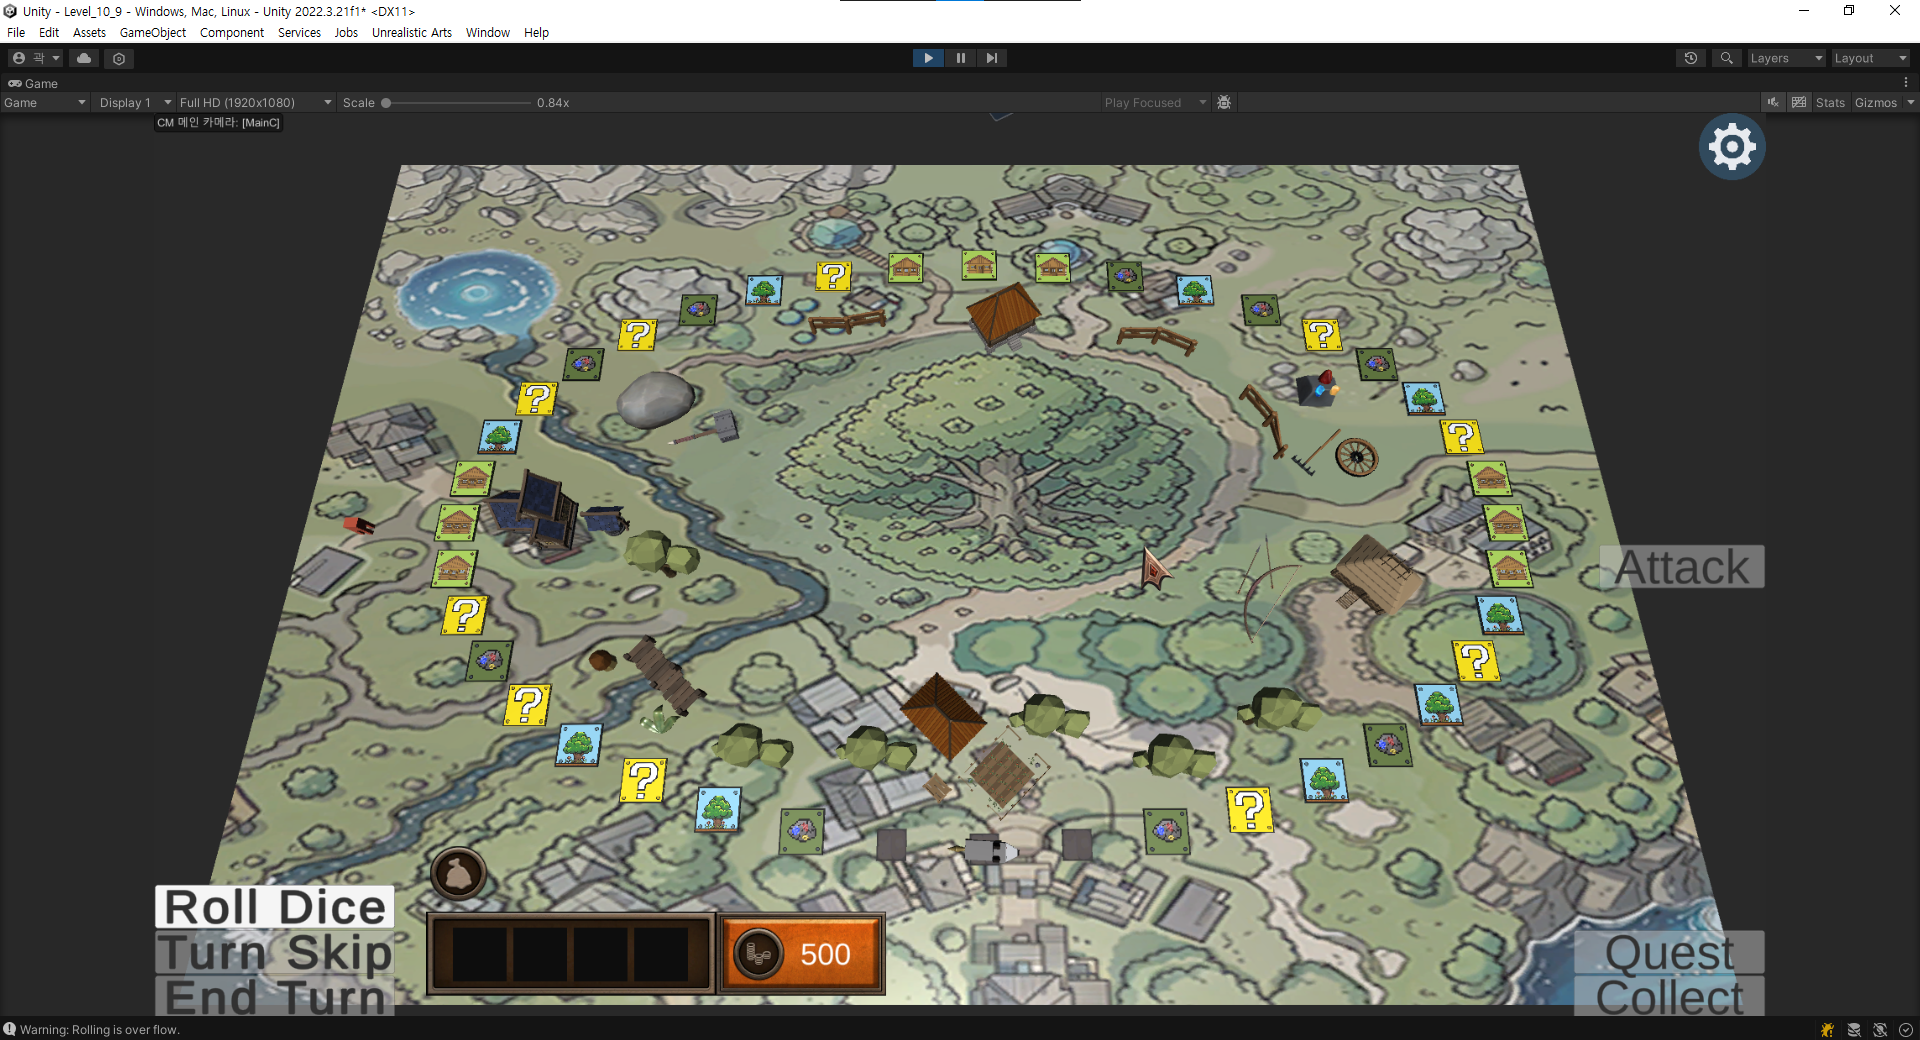 Unity - Level_10_9 - Windows, Mac, Linux - Unity 2022.3.21f1* <DX11>
File Edit Assets GameObject Component Services Jobs Unrealistic Arts Window Help
곽 Layers Layout
Game
Game Display 1 Full HD (1920x1080) Scale 0.84x Play Focused Stats Gizmos
CM 메인 카메라: [MainC]
?
?
?
?
?
?
?
?
?
?
?
Attack
Roll Dice
Turn Skip
End Turn
500
Quest
Collect
Warning: Rolling is over flow.